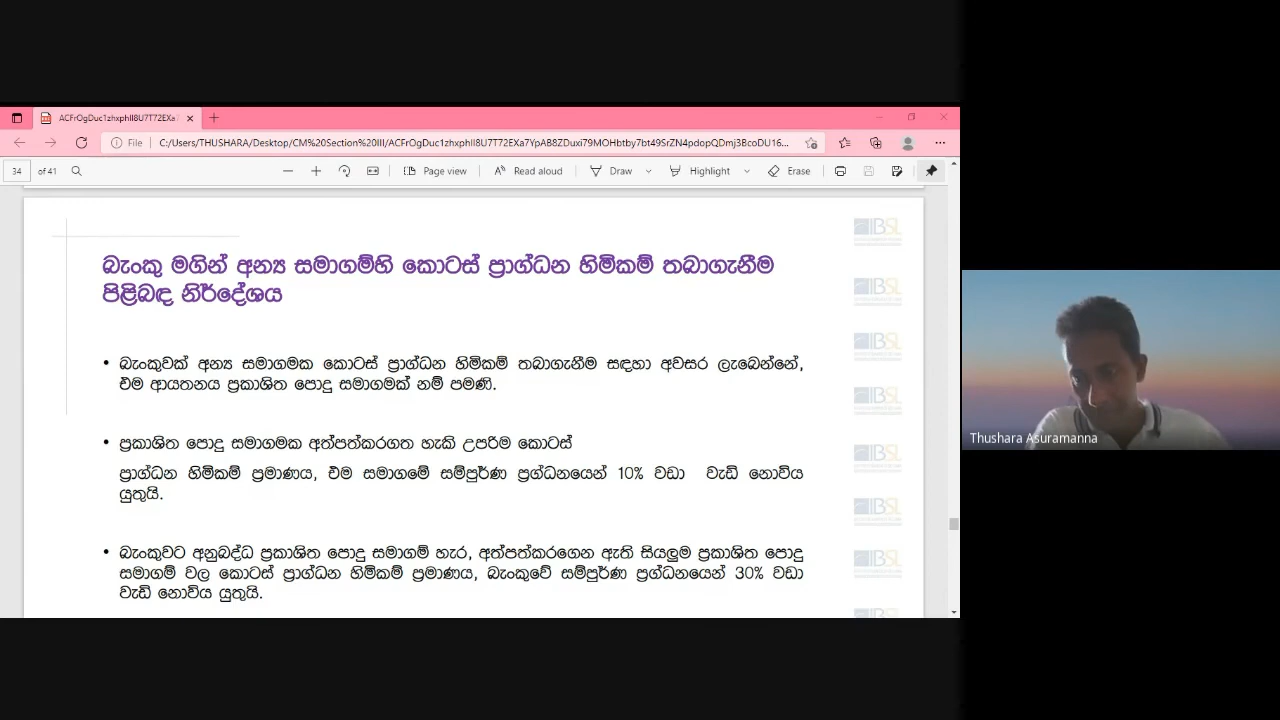 ACFrOgDuc1zhxphIl8U7T72EXa
File
C:/Users/THUSHARA/Desktop/CM%20Section%20III/ACFrOgDuc1zhxphIl8U7T72EXa7YpAB8ZDuxi79MOHbtby7bt49SrZN4pdopQDmj3BcoDU16...
34 of 41
Page view
Read aloud
Draw
Highlight
Erase
IBSL
බැංකු මගින් අන්‍ය සමාගම්හි කොටස් ප්‍රාග්ධන හිමිකම් තබාගැනීම
පිළිබඳ නිර්දේශය
• බැංකුවක් අන්‍ය සමාගමක කොටස් ප්‍රාග්ධන හිමිකම් තබාගැනීම සඳහා අවසර ලැබෙන්නේ,
එම ආයතනය ප්‍රකාශිත පොදු සමාගමක් නම් පමණි.
• ප්‍රකාශිත පොදු සමාගමක අත්පත්කරගත හැකි උපරිම කොටස්
ප්‍රාග්ධන හිමිකම් ප්‍රමාණය, එම සමාගමේ සම්පුර්ණ ප්‍රග්ධනයෙන් 10% වඩා වැඩි නොවිය
යුතුයි.
• බැංකුවට අනුබද්ධ ප්‍රකාශිත පොදු සමාගම් හැර, අත්පත්කරගෙන ඇති සියලුම ප්‍රකාශිත පොදු
සමාගම් වල කොටස් ප්‍රාග්ධන හිමිකම් ප්‍රමාණය, බැංකුවේ සම්පුර්ණ ප්‍රග්ධනයෙන් 30% වඩා
වැඩි නොවිය යුතුයි.
Thushara Asuramanna